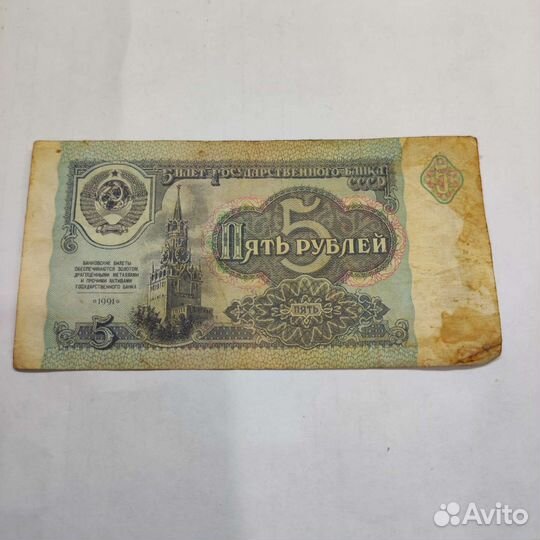 БИЛЕТ ГОСУДАРСТВЕННОГО БАНКА
СССР
5
ПЯТЬ РУБЛЕЙ
БАНКОВСКИЕ БИЛЕТЫ
ОБЕСПЕЧИВАЮТСЯ ЗОЛОТОМ,
ДРАГОЦЕННЫМИ МЕТАЛЛАМИ
И ПРОЧИМИ АКТИВАМИ
ГОСУДАРСТВЕННОГО БАНКА
1991
ПЯТЬ
5
Avito